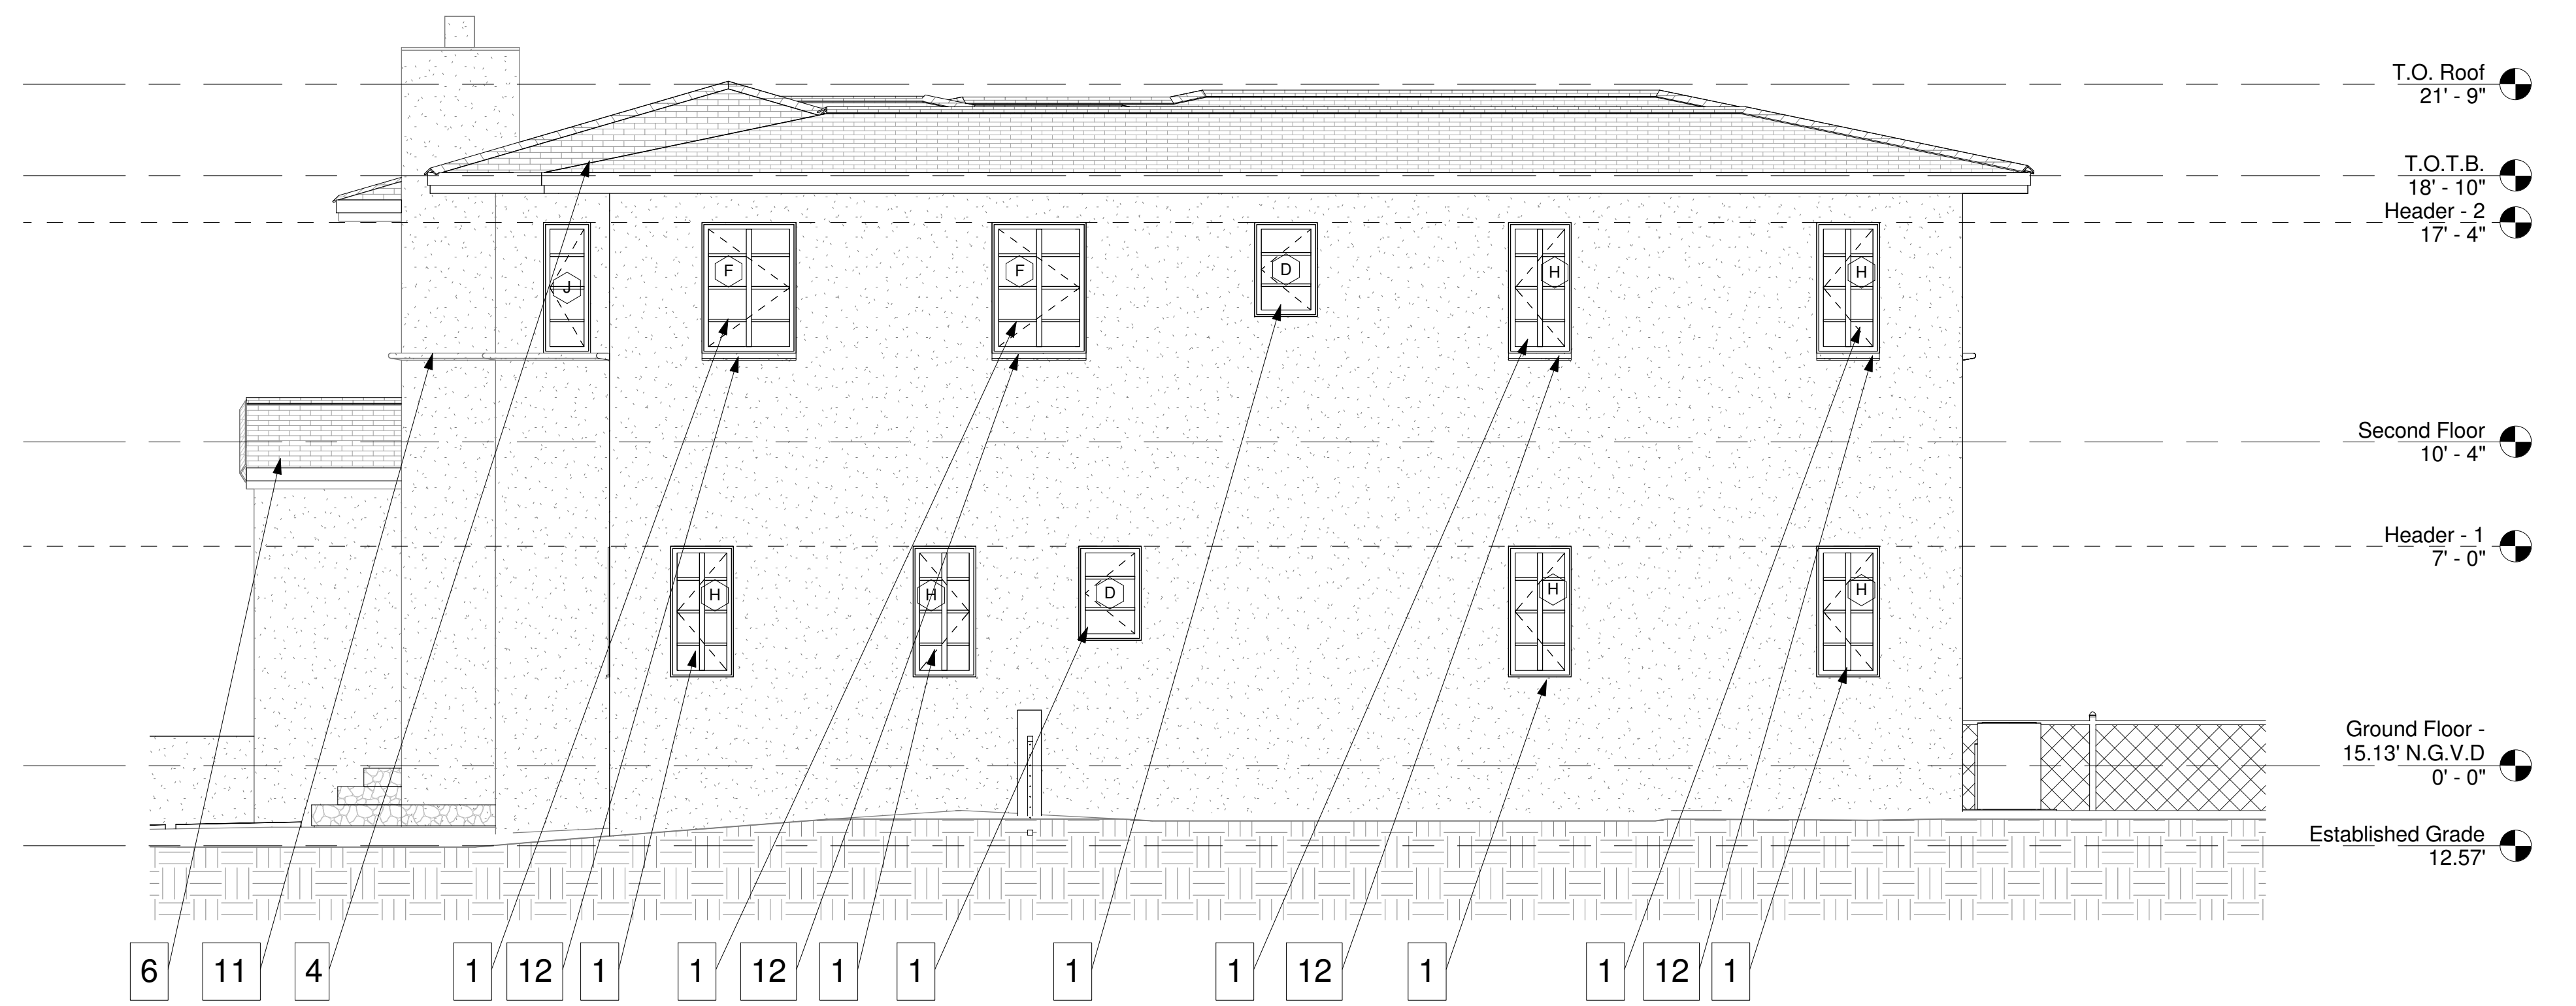 T.O. Roof
21' - 9"
T.O.T.B.
18' - 10"
Header - 2
17' - 4"
J
F
F
D
H
H
Second Floor
10' - 4"
Header - 1
7' - 0"
H
H
D
H
H
Ground Floor -
15.13' N.G.V.D
0' - 0"
Established Grade
12.57'
6
11
4
1
12
1
1
12
1
1
1
1
12
1
1
12
1